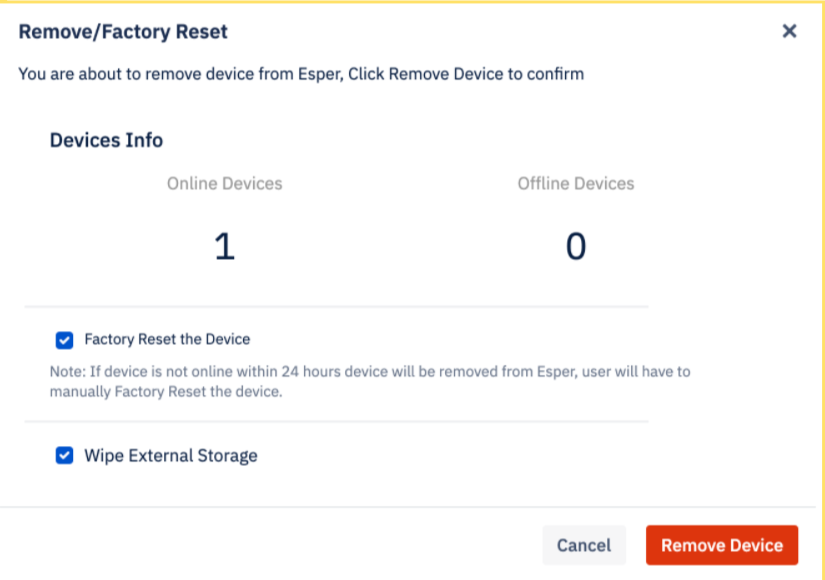 Remove/Factory Reset
You are about to remove device from Esper, Click Remove Device to confirm
Devices Info
Online Devices
Offline Devices
1
0
Factory Reset the Device
Note: If device is not online within 24 hours device will be removed from Esper, user will have to
manually Factory Reset the device.
Wipe External Storage
Cancel
Remove Device